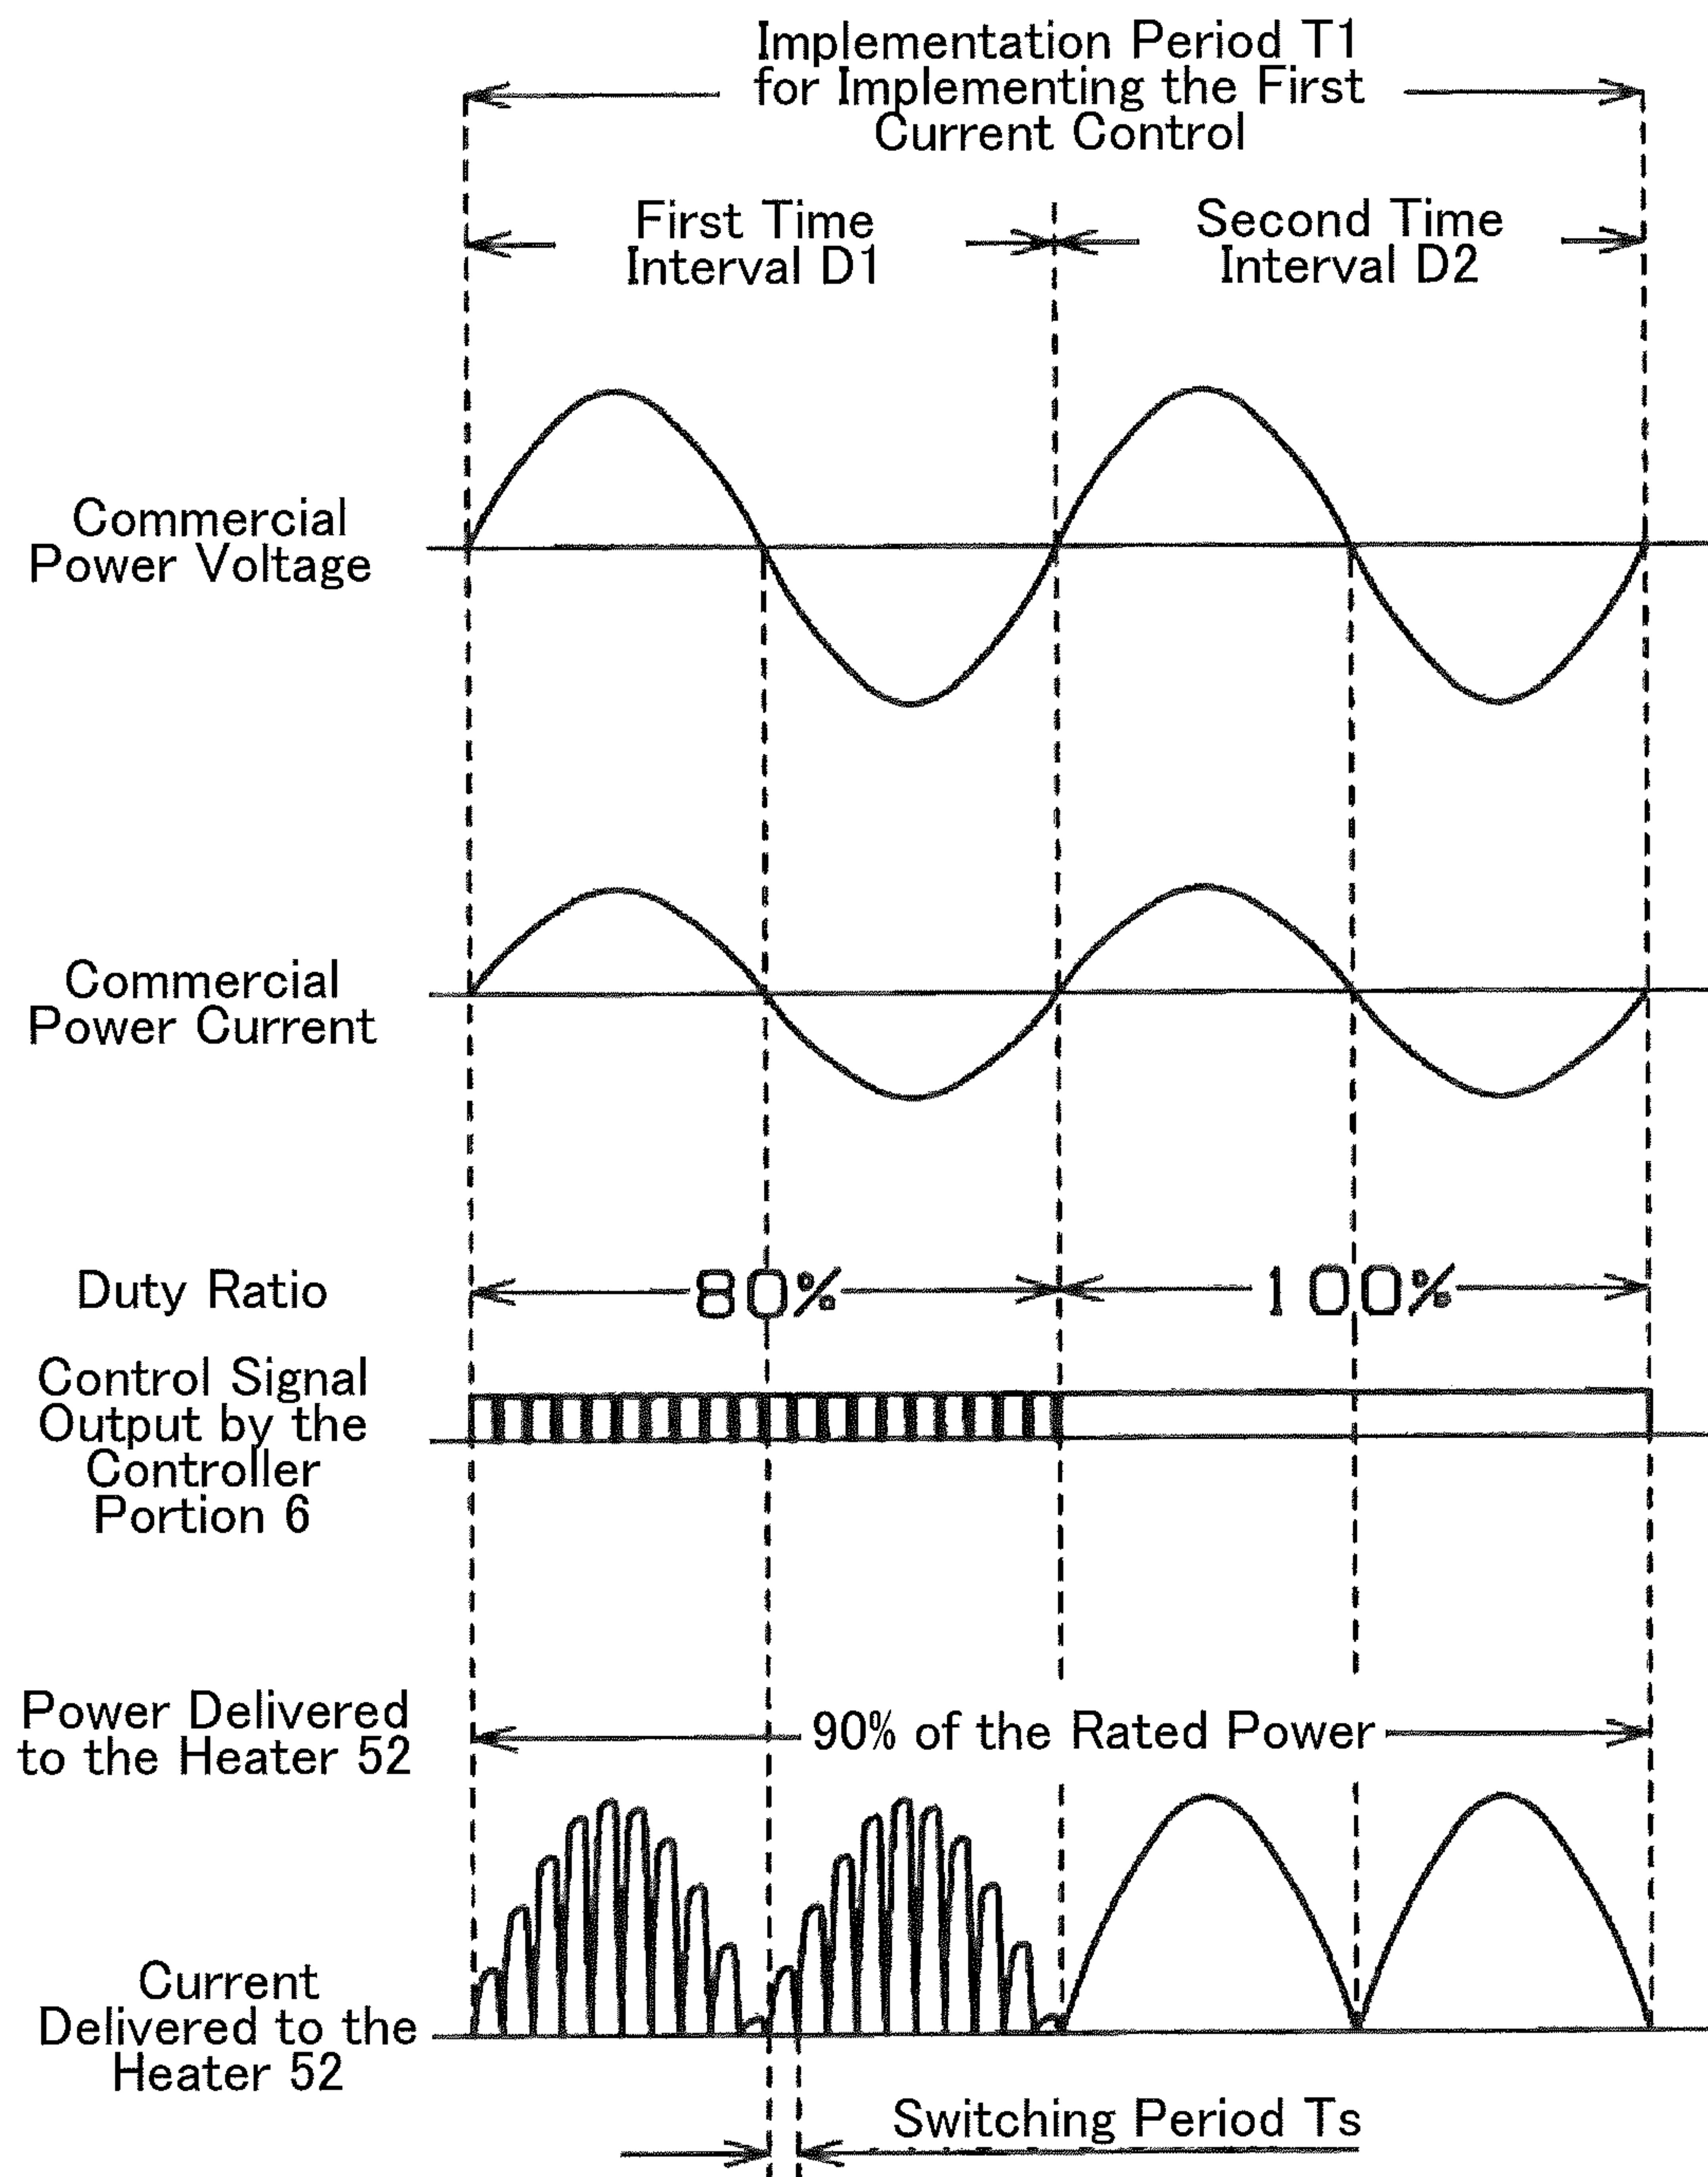 Implementation Period T1
for Implementing the First
Current Control
First Time
Interval D1
Second Time
Interval D2
Commercial
Power Voltage
Commercial
Power Current
Duty Ratio
80%
100%
Control Signal
Output by the
Controller
Portion 6
Power Delivered
to the Heater 52
90% of the Rated Power
Current
Delivered to the
Heater 52
Switching Period Ts